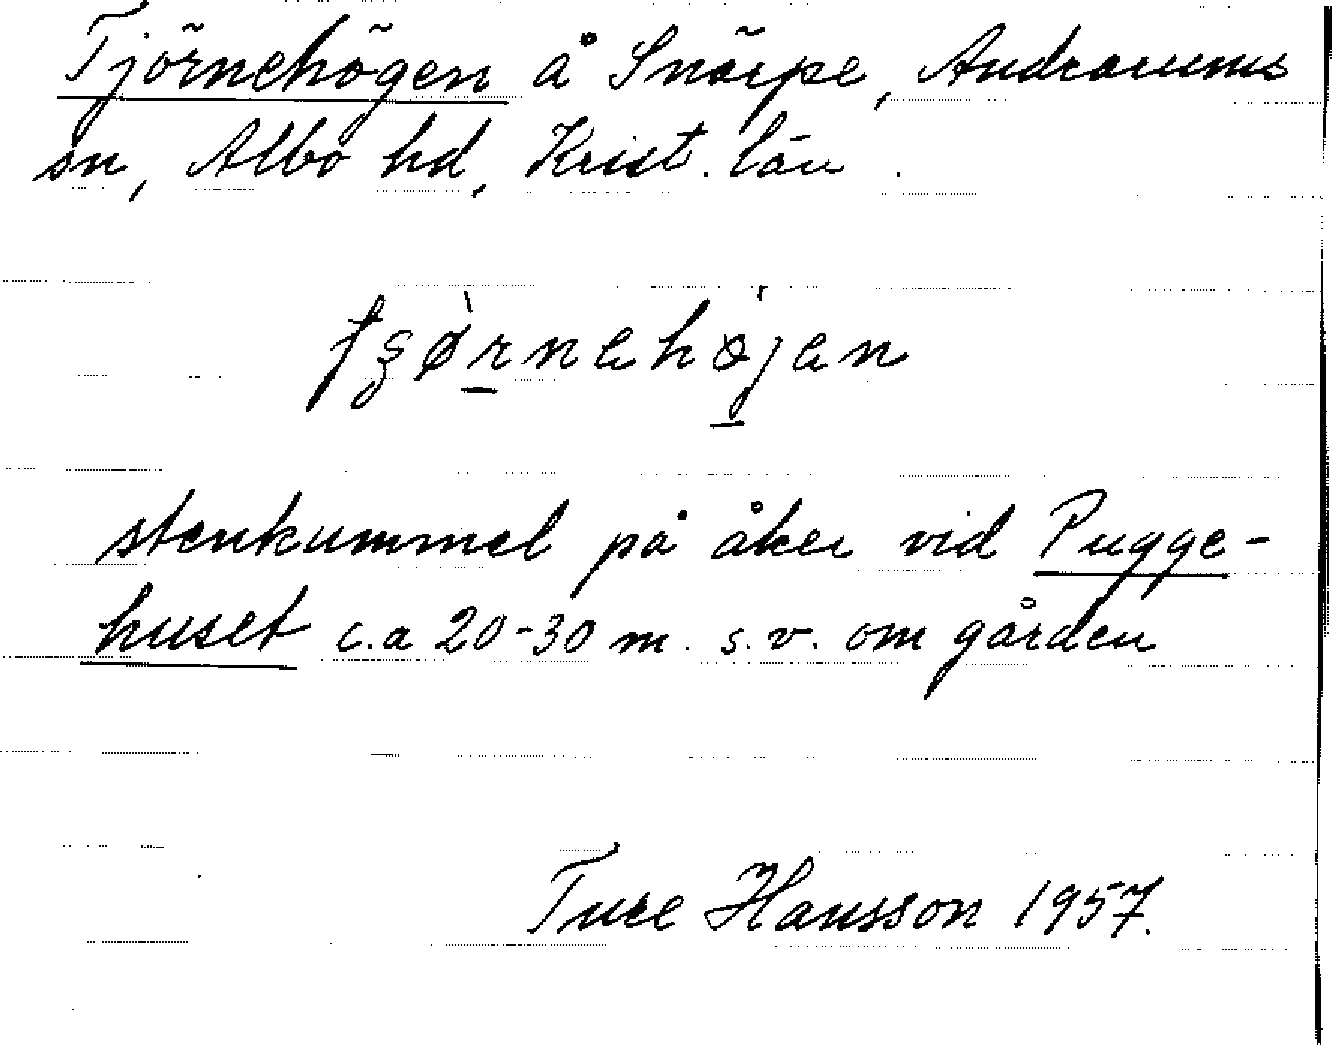 Tjörnehögen å Snärpe, Andrarums
sn, Albo hd, Krist. län.
stenkummel på åker vid Pugge-
huset c.a 20-30 m. s.v. om gården
Ture Hansson 1957.